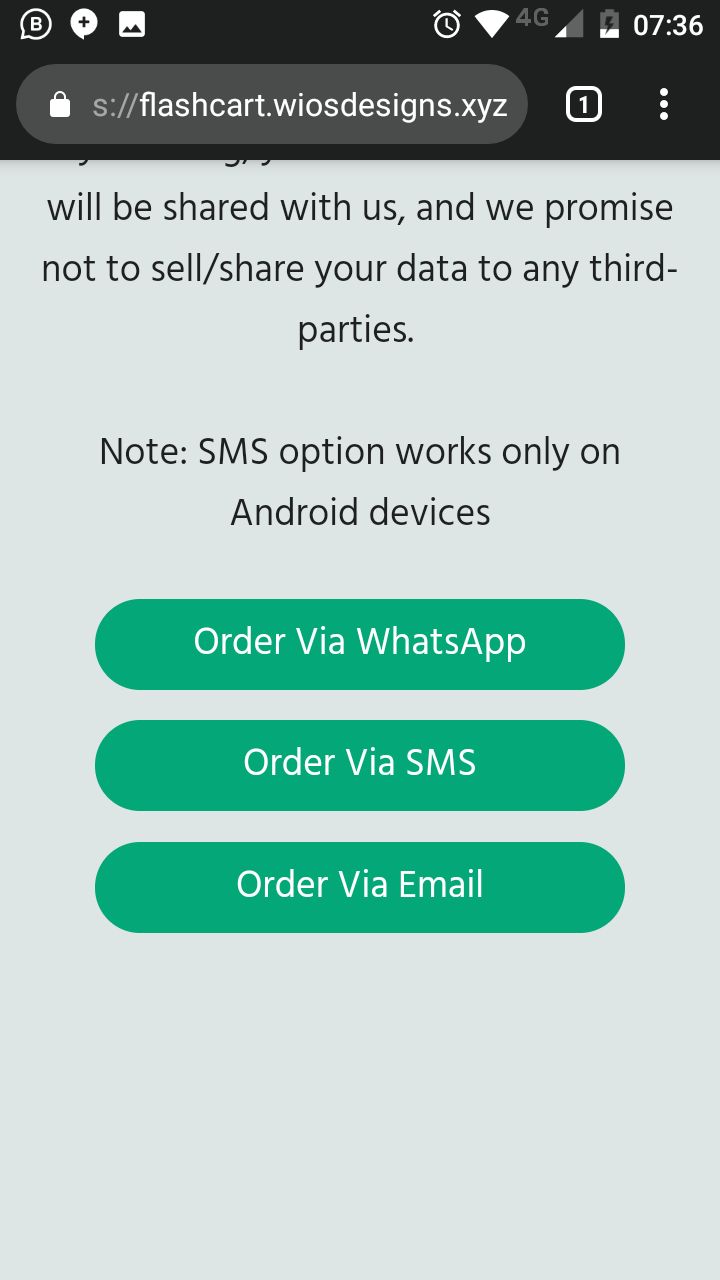 4G
07:36
s://flashcart.wiosdesigns.xyz
1
will be shared with us, and we promise
not to sell/share your data to any third-
parties.
Note: SMS option works only on
Android devices
Order Via WhatsApp
Order Via SMS
Order Via Email